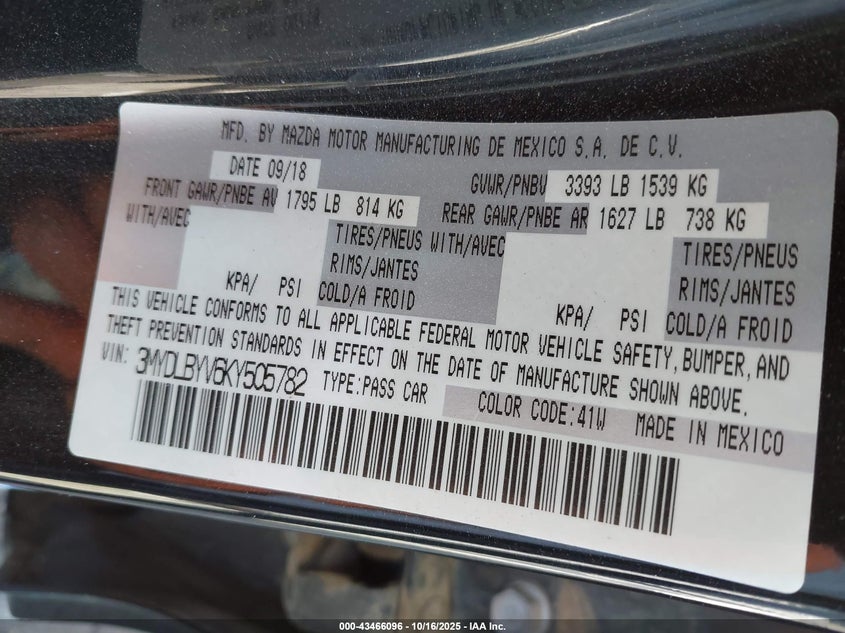 MFD. BY MAZDA MOTOR MANUFACTURING DE MEXICO S.A. DE C.V.
DATE 09/18 GVWR/PNBV 3393 LB 1539 KG
FRONT GAWR/PNBE AV 1795 LB 814 KG REAR GAWR/PNBE AR 1627 LB 738 KG
WITH/AVEC TIRES/PNEUS WITH/AVEC TIRES/PNEUS
RIMS/JANTES RIMS/JANTES
KPA/ PSI COLD/A FROID KPA/ PSI COLD/A FROID
THIS VEHICLE CONFORMS TO ALL APPLICABLE FEDERAL MOTOR VEHICLE SAFETY, BUMPER, AND
THEFT PREVENTION STANDARDS IN EFFECT ON THE DATE OF MANUFACTURE SHOWN ABOVE.
VIN: 3MYDLBYV6KY505782 TYPE:PASS CAR COLOR CODE:41W MADE IN MEXICO
000-43466096 - 10/16/2025 - IAA Inc.